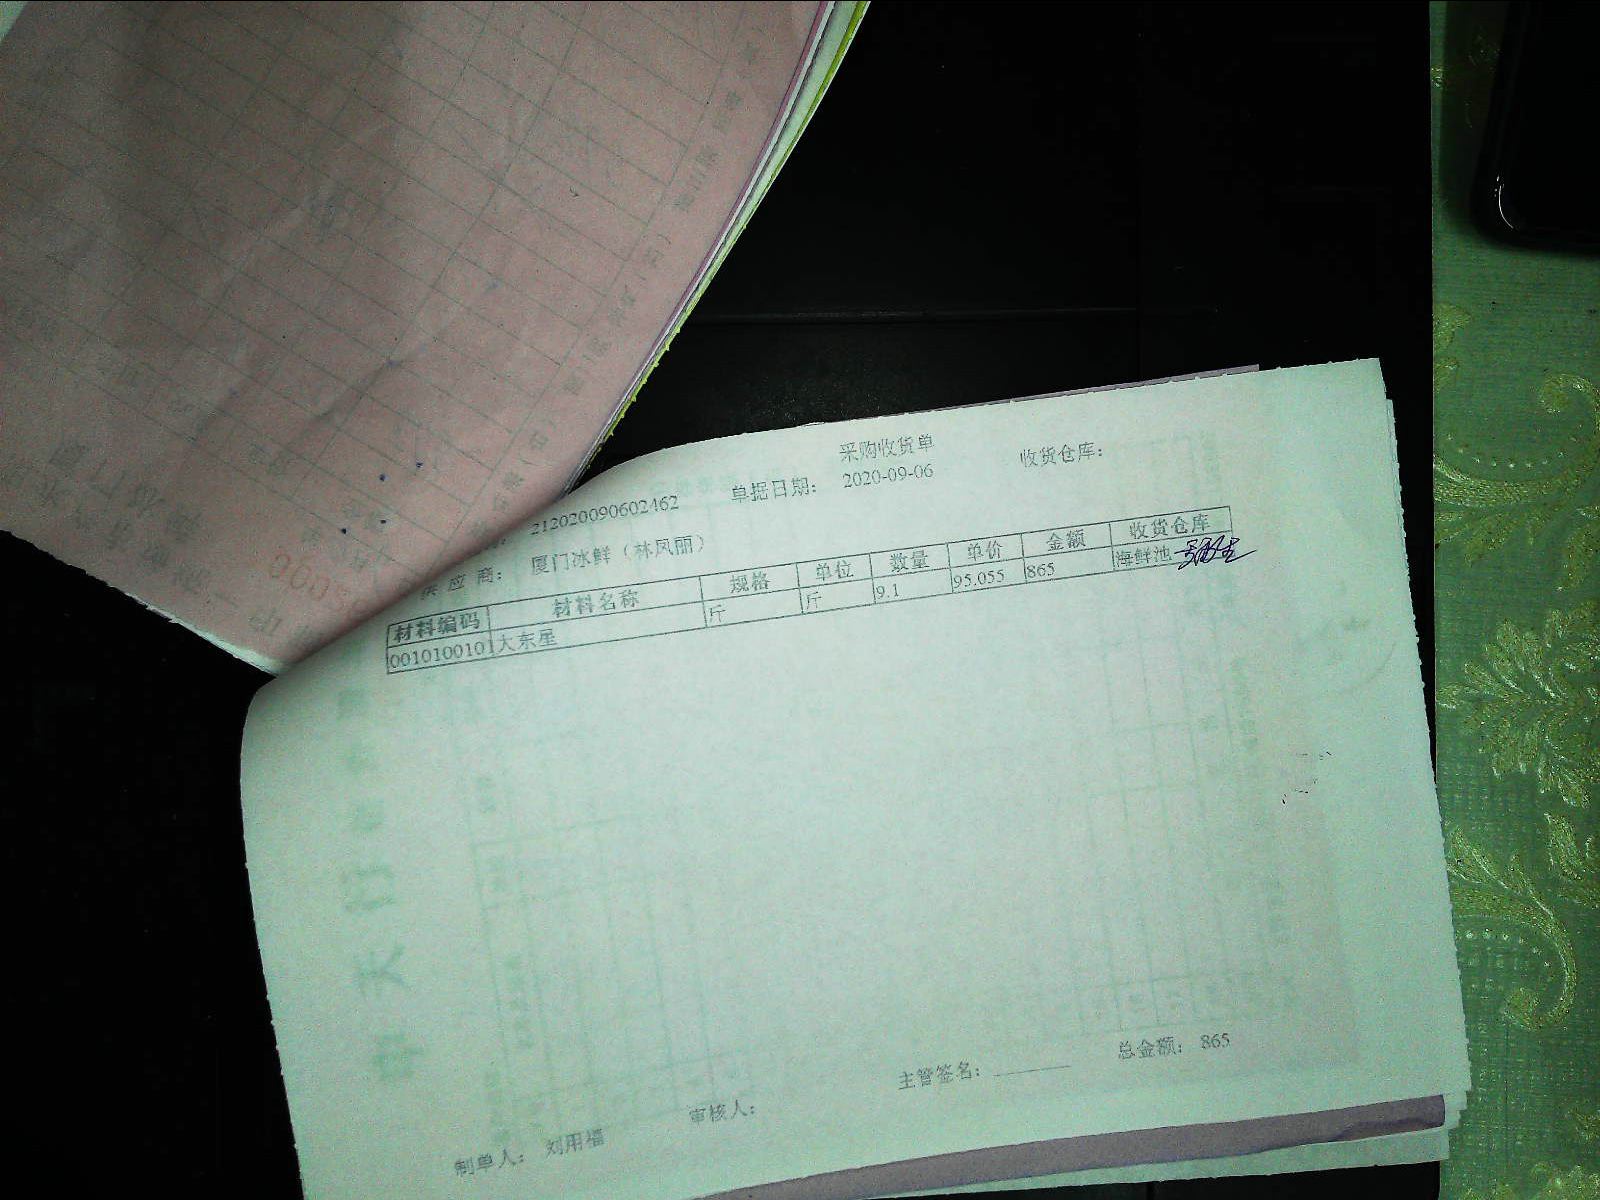 采购收货单
212020090602462 单据日期: 2020-09-06 收货仓库:
供应商: 厦门冰鲜（林凤丽）
材料编码 材料名称 规格 单位 数量 单价 金额 收货仓库
0010100101 大东星 斤 斤 9.1 95.055 865 海鲜池
主管签名: 总金额: 865
制单人: 刘用福 审核人: